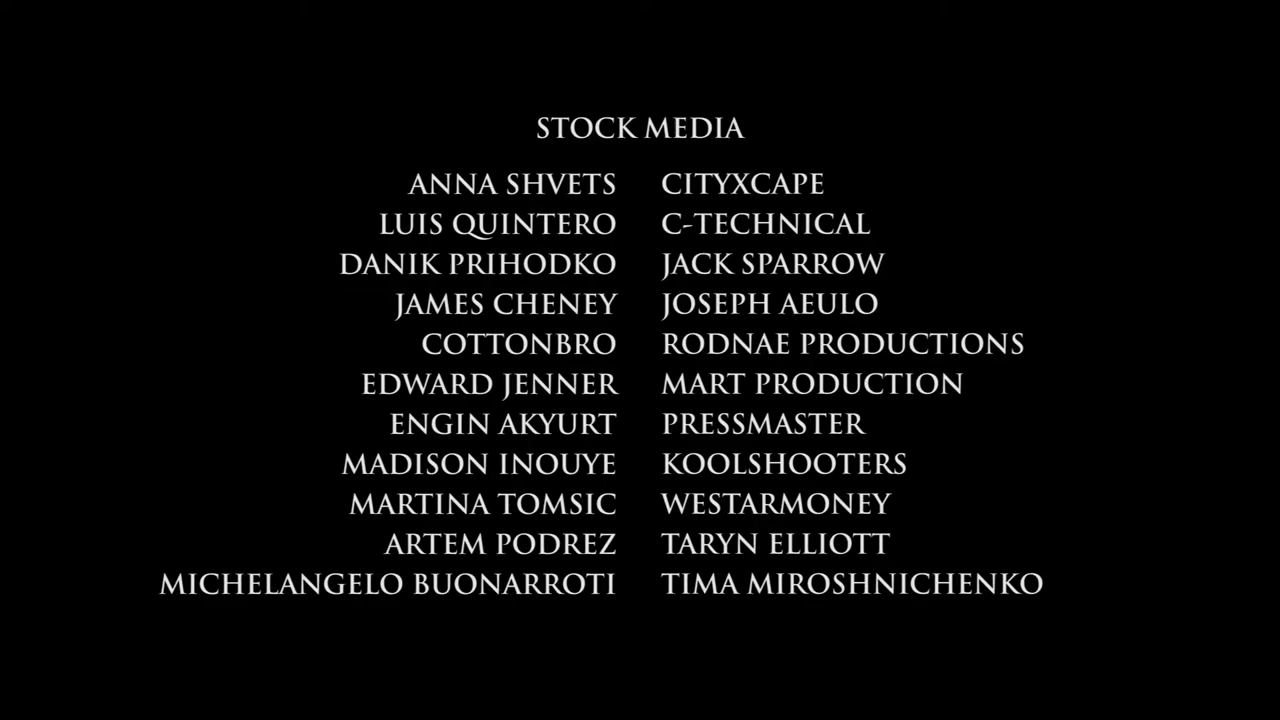 STOCK MEDIA
ANNA SHVETS CITYXCAPE
LUIS QUINTERO C-TECHNICAL
DANIK PRIHODKO JACK SPARROW
JAMES CHENEY JOSEPH AEULO
COTTONBRO RODNAE PRODUCTIONS
EDWARD JENNER MART PRODUCTION
ENGIN AKYURT PRESSMASTER
MADISON INOUYE KOOLSHOOTERS
MARTINA TOMSIC WESTARMONEY
ARTEM PODREZ TARYN ELLIOTT
MICHELANGELO BUONARROTI TIMA MIROSHNICHENKO